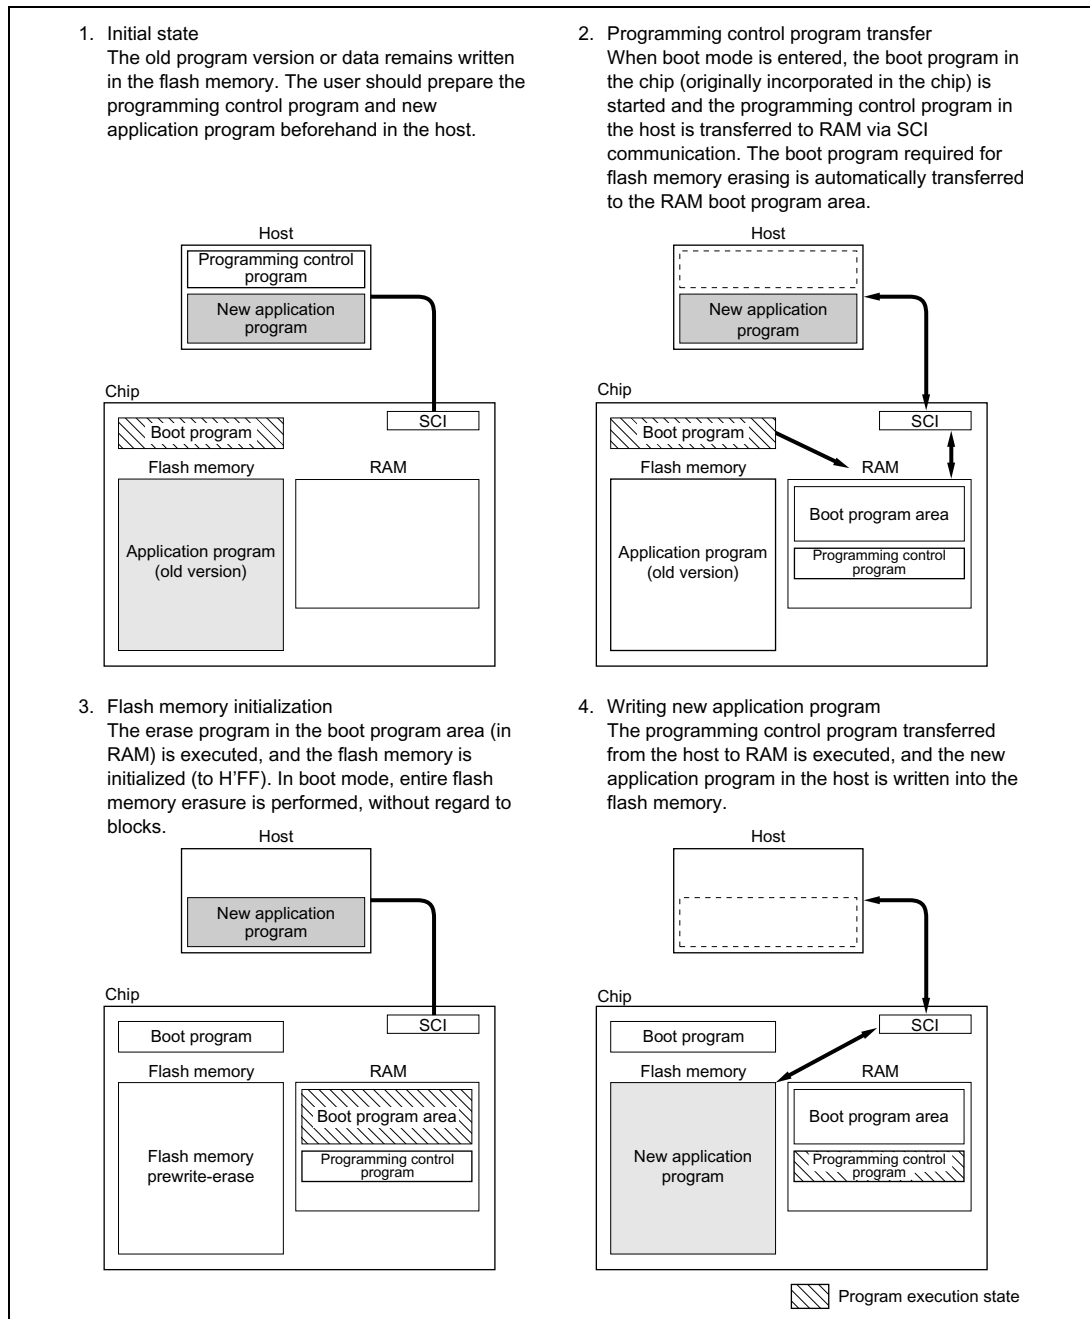 1. Initial state
The old program version or data remains written
in the flash memory. The user should prepare the
programming control program and new
application program beforehand in the host.
Host
Programming control
program
New application
program
Chip
SCI
Boot program
Flash memory
RAM
Application program
(old version)
2. Programming control program transfer
When boot mode is entered, the boot program in
the chip (originally incorporated in the chip) is
started and the programming control program in
the host is transferred to RAM via SCI
communication. The boot program required for
flash memory erasing is automatically transferred
to the RAM boot program area.
Host
New application
program
Chip
SCI
Boot program
Flash memory
RAM
Boot program area
Application program
(old version)
Programming control
program
3. Flash memory initialization
The erase program in the boot program area (in
RAM) is executed, and the flash memory is
initialized (to H'FF). In boot mode, entire flash
memory erasure is performed, without regard to
blocks.
Host
New application
program
Chip
SCI
Boot program
Flash memory
RAM
Boot program area
Flash memory
prewrite-erase
Programming control
program
4. Writing new application program
The programming control program transferred
from the host to RAM is executed, and the new
application program in the host is written into the
flash memory.
Host
Chip
SCI
Boot program
Flash memory
RAM
Boot program area
New application
program
Programming control
program
Program execution state